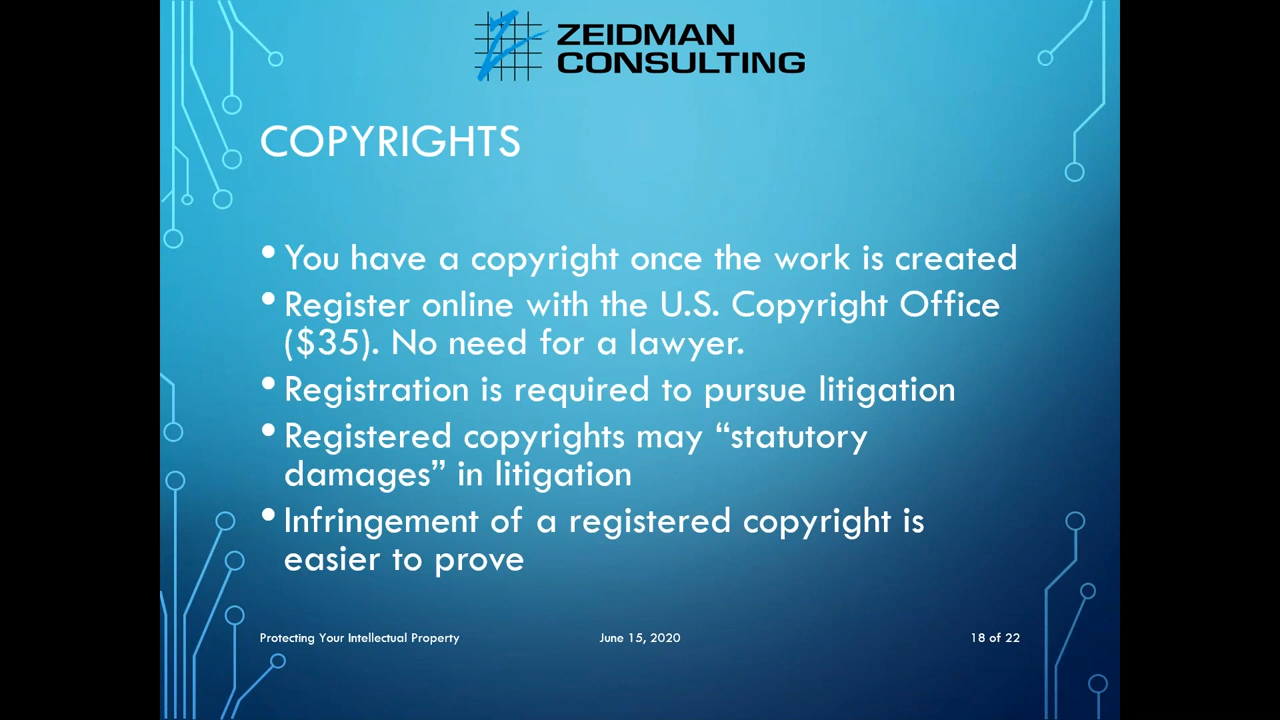 ZEIDMAN
CONSULTING
COPYRIGHTS
• You have a copyright once the work is created
• Register online with the U.S. Copyright Office
($35). No need for a lawyer.
• Registration is required to pursue litigation
• Registered copyrights may “statutory
damages” in litigation
• Infringement of a registered copyright is
easier to prove
Protecting Your Intellectual Property June 15, 2020 18 of 22